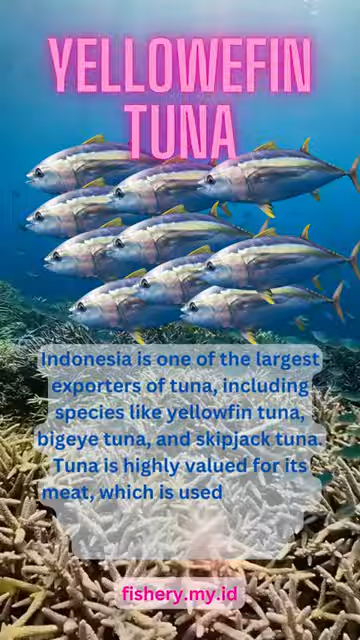 YELLOWEFIN
TUNA
Indonesia is one of the largest
exporters of tuna, including
species like yellowfin tuna,
bigeye tuna, and skipjack tuna.
Tuna is highly valued for its
meat, which is used
fishery.my.id